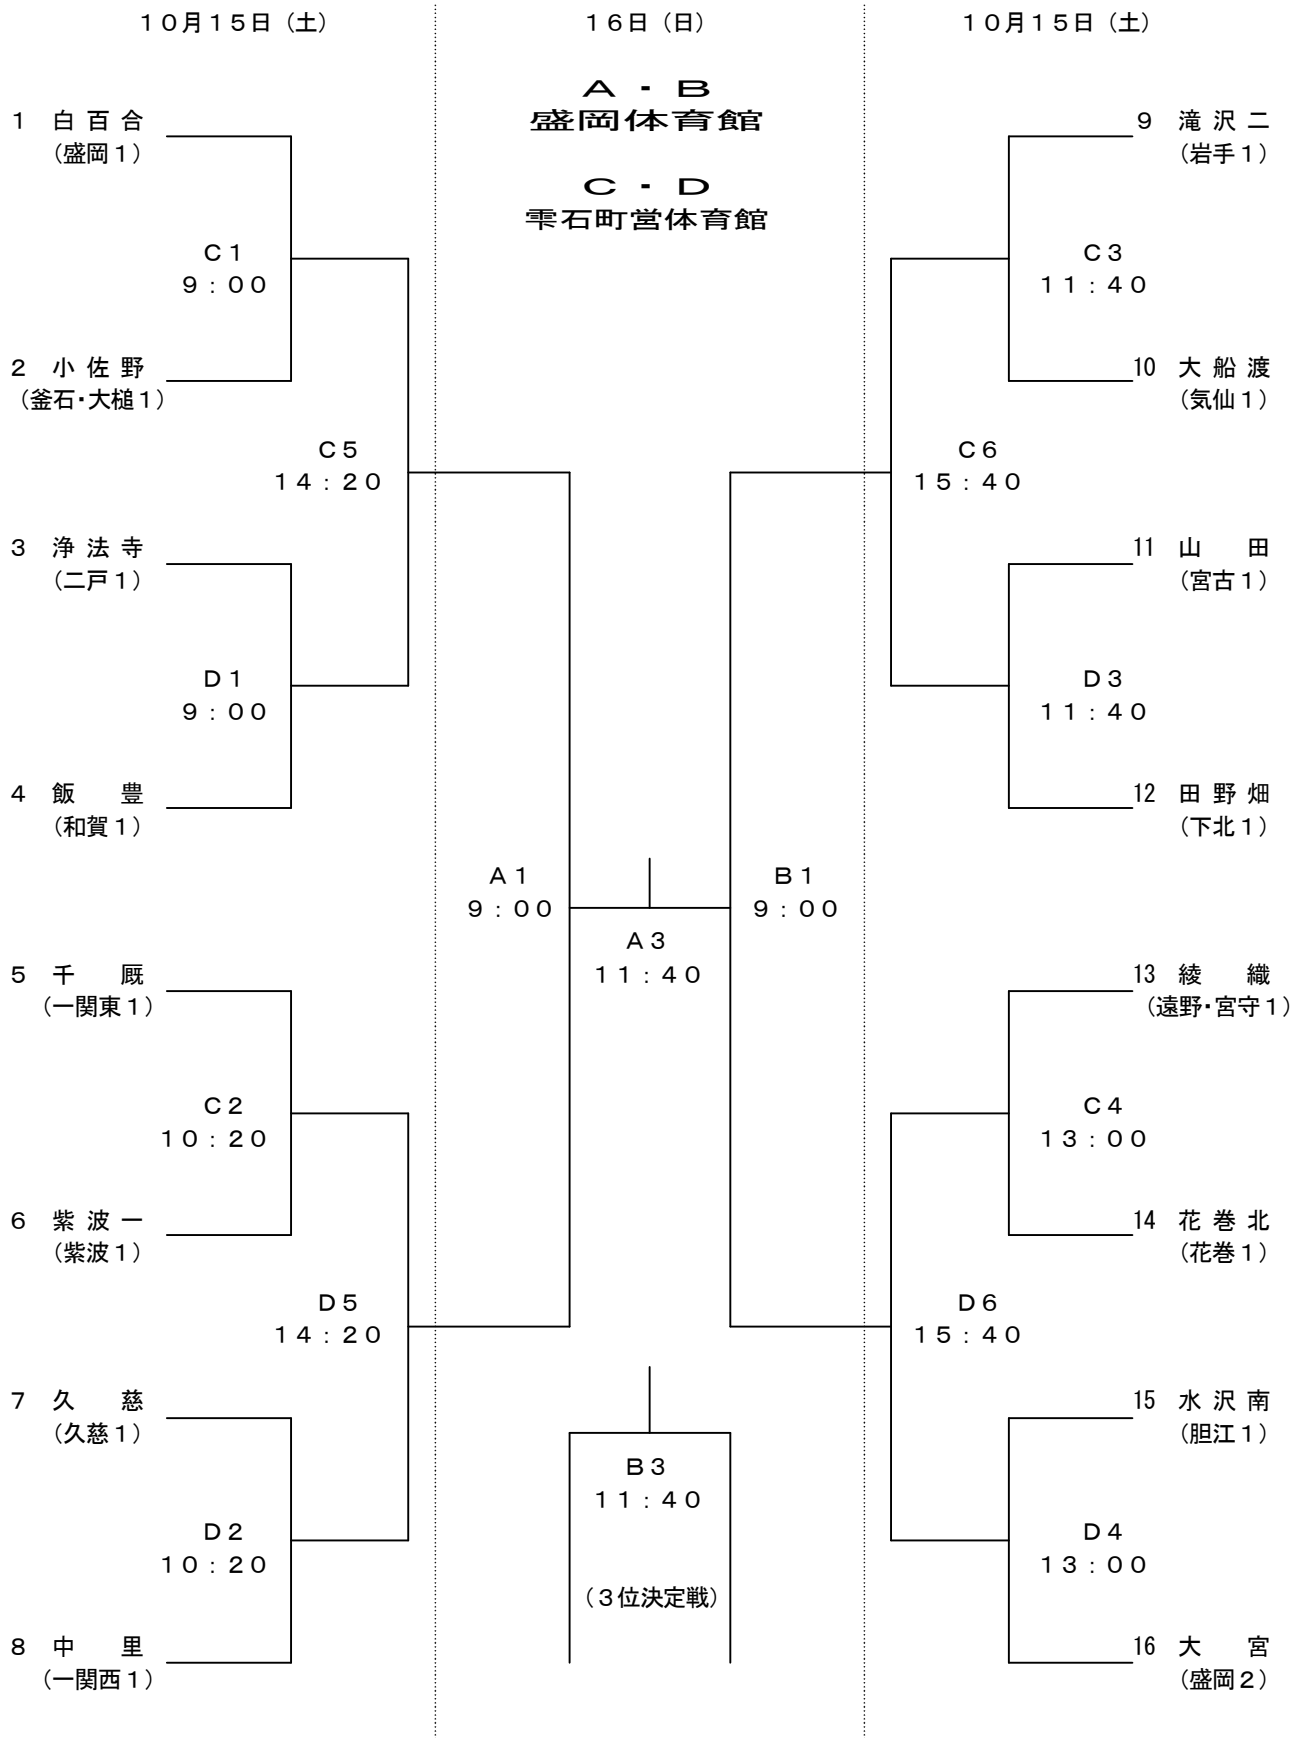 １０月１５日（土）
１６日（日）
１０月１５日（土）
Ａ・Ｂ
盛岡体育館
Ｃ・Ｄ
雫石町営体育館
1 白百合
（盛岡１）
Ｃ１
９：００
2 小佐野
（釜石・大槌１）
Ｃ５
１４：２０
3 浄法寺
（二戸１）
Ｄ１
９：００
4 飯豊
（和賀１）
5 千厩
（一関東１）
Ｃ２
１０：２０
6 紫波一
（紫波１）
Ｄ５
１４：２０
7 久慈
（久慈１）
Ｄ２
１０：２０
8 中里
（一関西１）
Ａ１
９：００
Ａ３
１１：４０
Ｂ１
９：００
Ｂ３
１１：４０
（３位決定戦）
9 滝沢二
（岩手１）
Ｃ３
１１：４０
10 大船渡
（気仙１）
Ｃ６
１５：４０
11 山田
（宮古１）
Ｄ３
１１：４０
12 田野畑
（下北１）
13 綾織
（遠野・宮守１）
Ｃ４
１３：００
14 花巻北
（花巻１）
Ｄ６
１５：４０
15 水沢南
（胆江１）
Ｄ４
１３：００
16 大宮
（盛岡２）